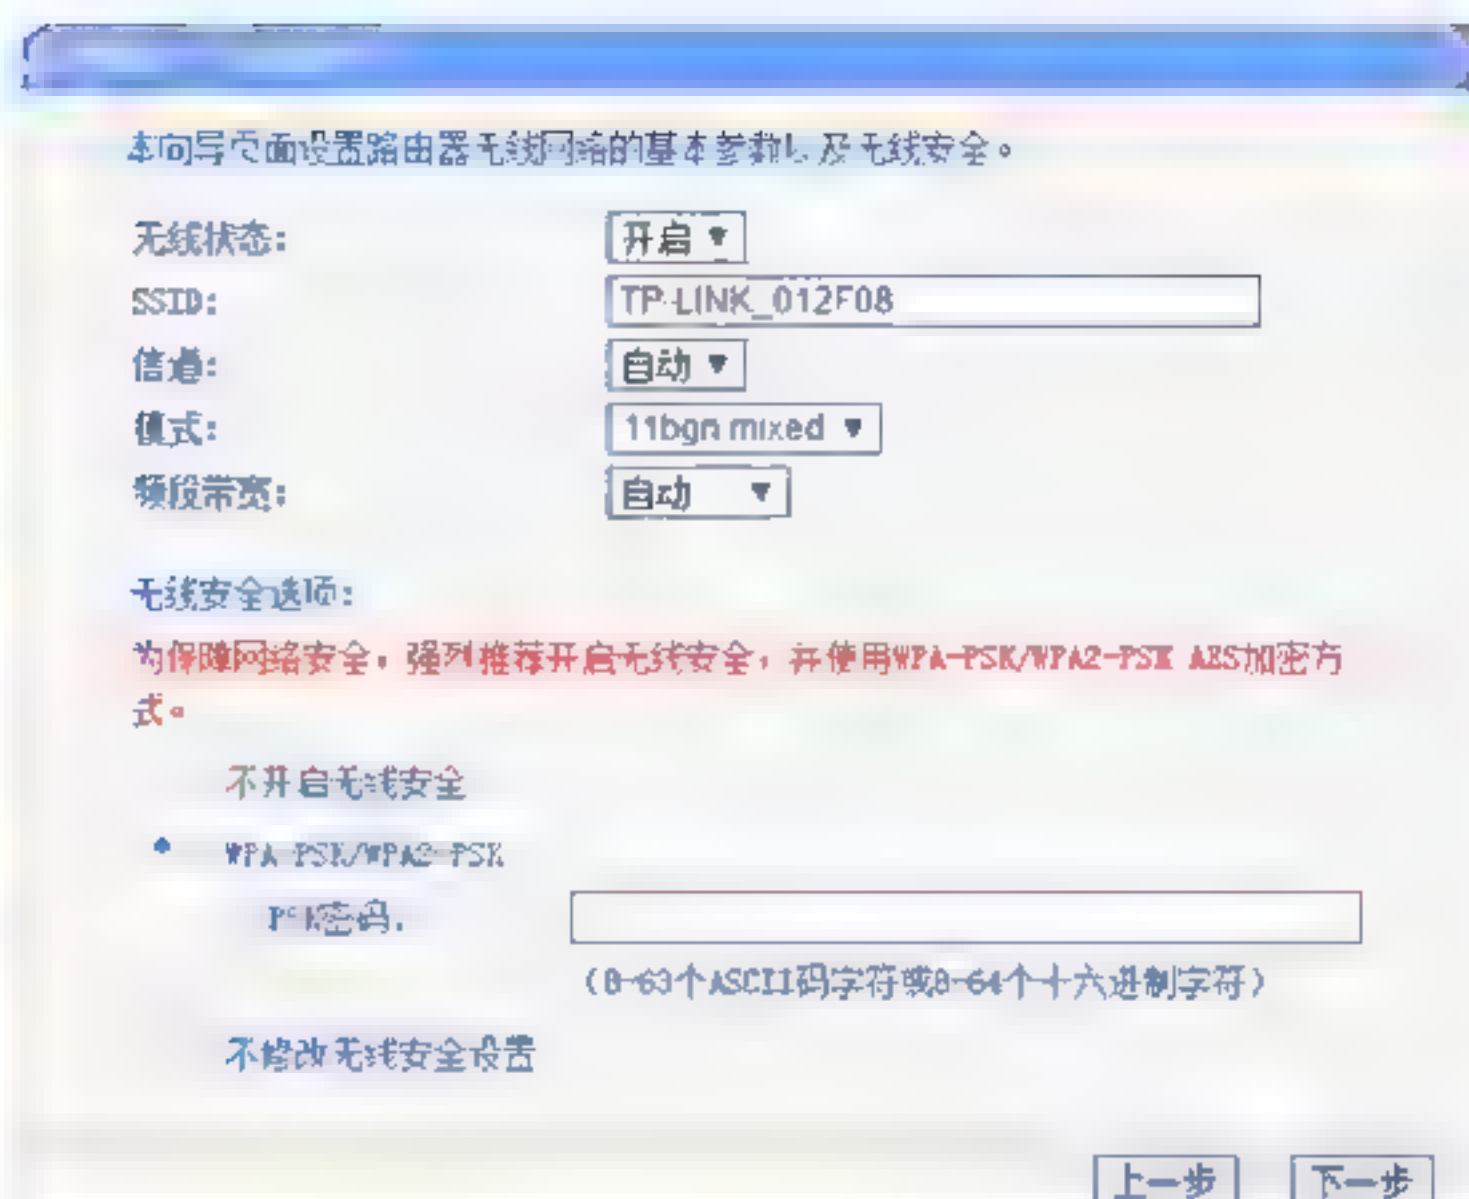 本向导页面设置路由器无线网络的基本参数以及无线安全。
无线状态: 开启
SSID: TP-LINK_012F08
信道: 自动
模式: 11bgn mixed
频段带宽: 自动
无线安全选项:
为保障网络安全，强烈推荐开启无线安全，并使用WPA-PSK/WPA2-PSK AES加密方
式。
不开启无线安全
WPA-PSK/WPA2-PSK
PSK密码:
(8-63个ASCII码字符或8-64个十六进制字符)
不修改无线安全设置
上一步 下一步